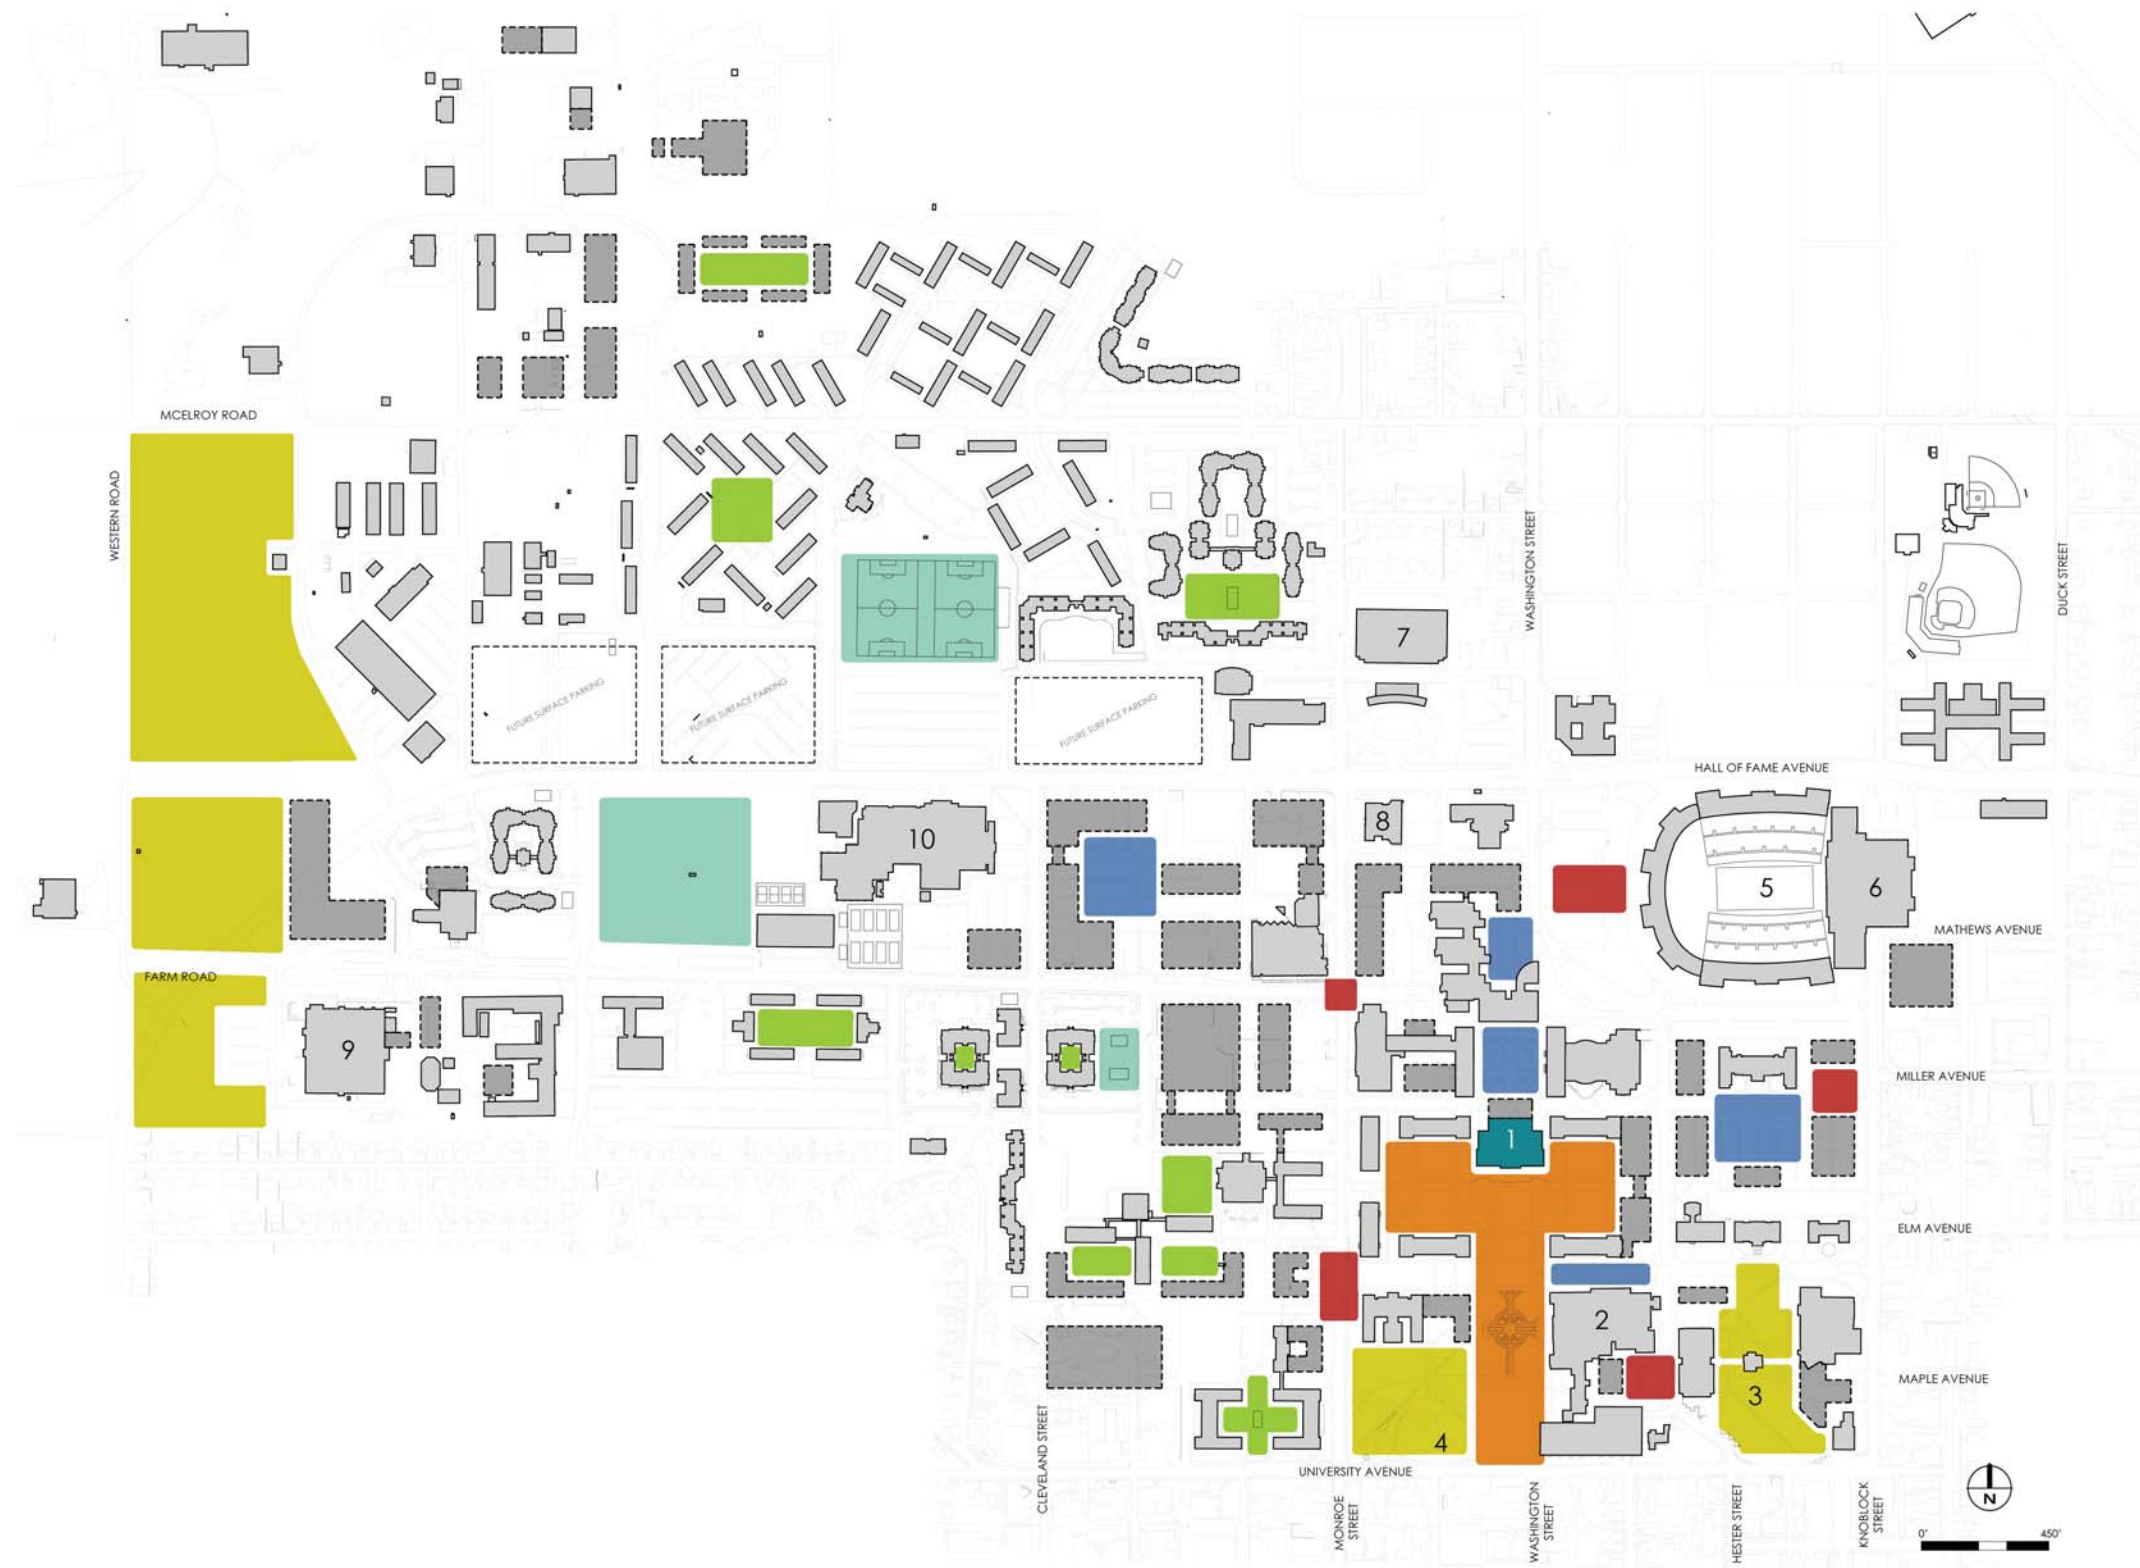 MCELROY ROAD
WESTERN ROAD
WASHINGTON STREET
DUCK STREET
7
FUTURE SURFACE PARKING
FUTURE SURFACE PARKING
FUTURE SURFACE PARKING
HALL OF FAME AVENUE
8
10
5
6
MATHEWS AVENUE
FARM ROAD
9
MILLER AVENUE
1
ELM AVENUE
2
MAPLE AVENUE
3
4
CLEVELAND STREET
UNIVERSITY AVENUE
MONROE
STREET
WASHINGTON
STREET
HESTER STREET
KNOBLOCK
STREET
N
0'
450'